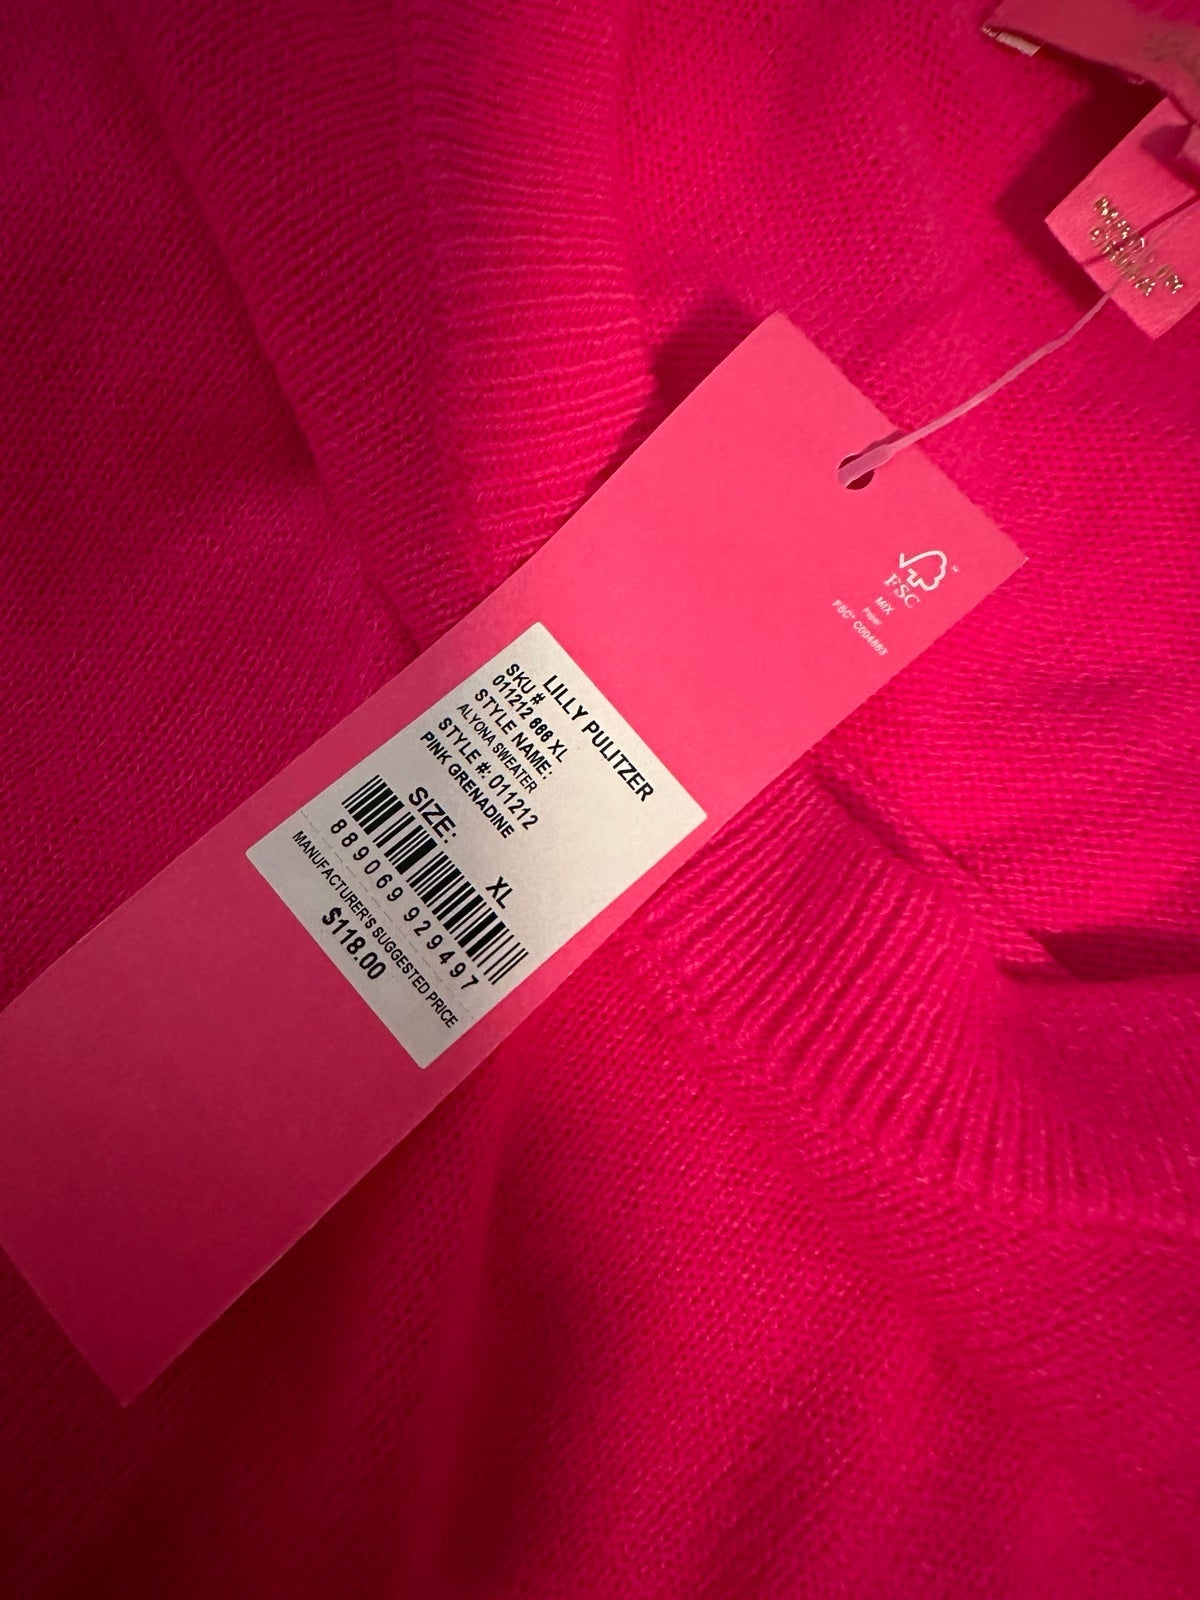 FSC
MIX
Paper
LILLY PULITZER
SKU #
011212 668 XL
STYLE NAME:
ALYONA SWEATER
STYLE #: 011212
PINK GRENADINE
SIZE: XL
889069 929497
MANUFACTURER'S SUGGESTED PRICE
$118.00